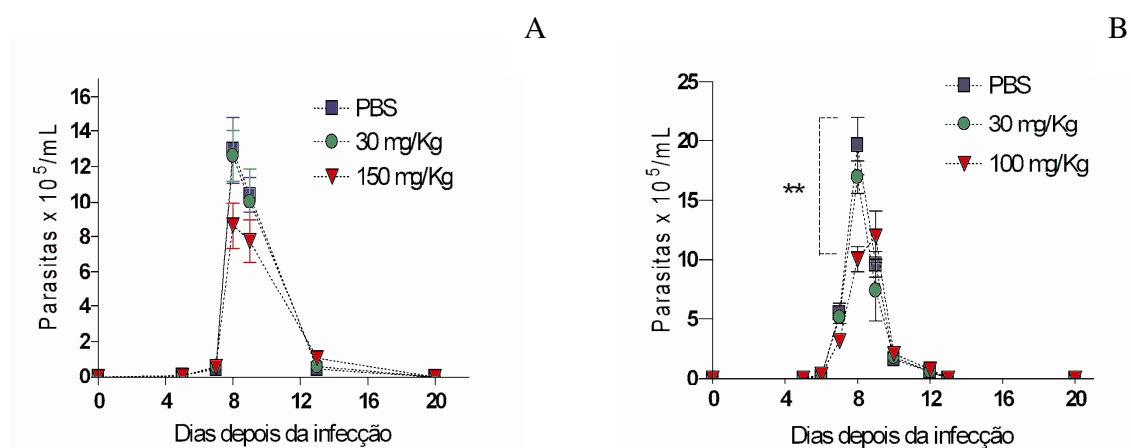 A
16
14
12
10
8
6
4
2
0
Parasitas x 10⁵/mL
PBS
30 mg/Kg
150 mg/Kg
0 4 8 12 16 20
Dias depois da infecção
B
25
20
15
10
5
0
Parasitas x 10⁵/mL
PBS
30 mg/Kg
100 mg/Kg
**
0 4 8 12 16 20
Dias depois da infecção